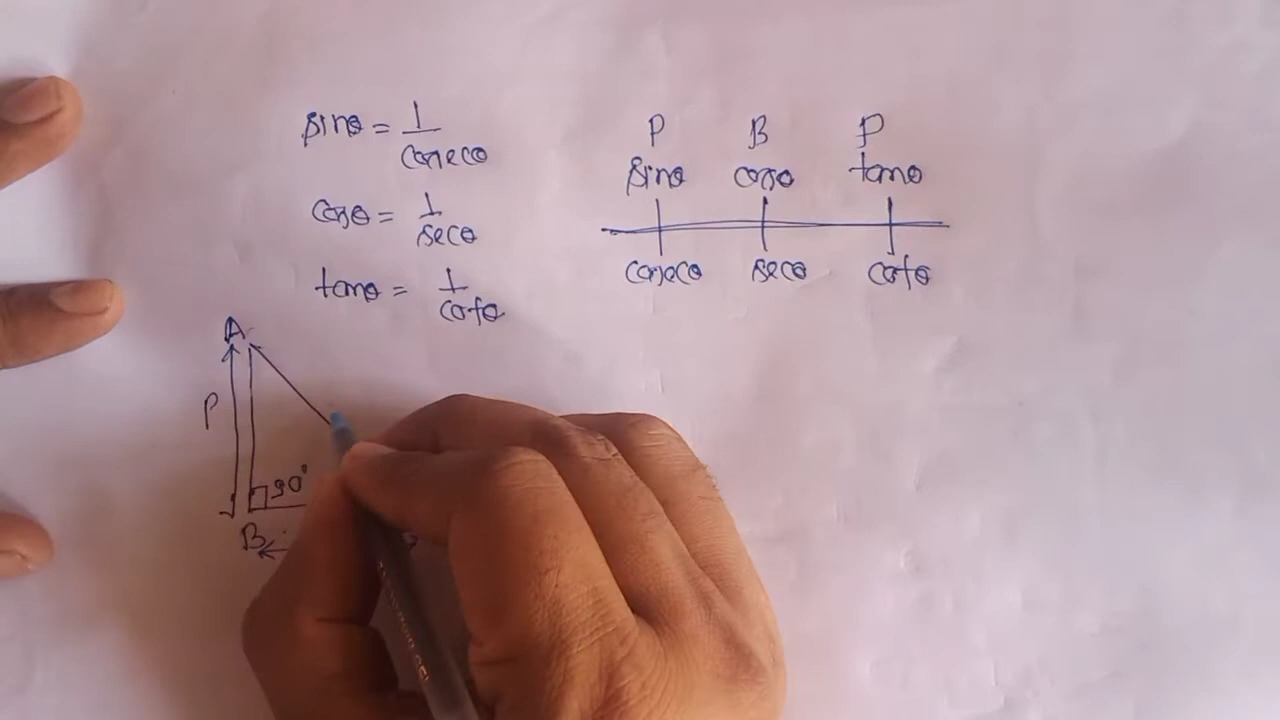 sinθ = 1/cosecθ
cosθ = 1/secθ
tanθ = 1/cotθ
P B P
sinθ cosθ tanθ
cosecθ secθ cotθ
A
P
90°
B